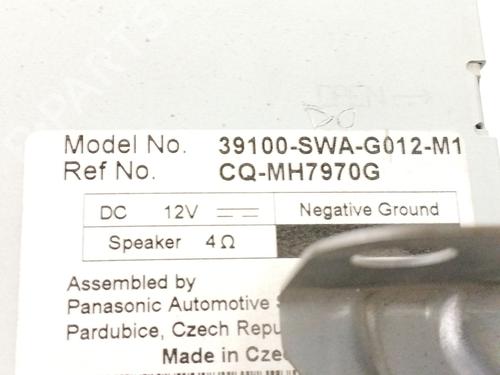 Model No. 39100-SWA-G012-M1
Ref No. CQ-MH7970G
DC 12V Negative Ground
Speaker 4Ω
Assembled by
Panasonic Automotive
Pardubice, Czech
Made in